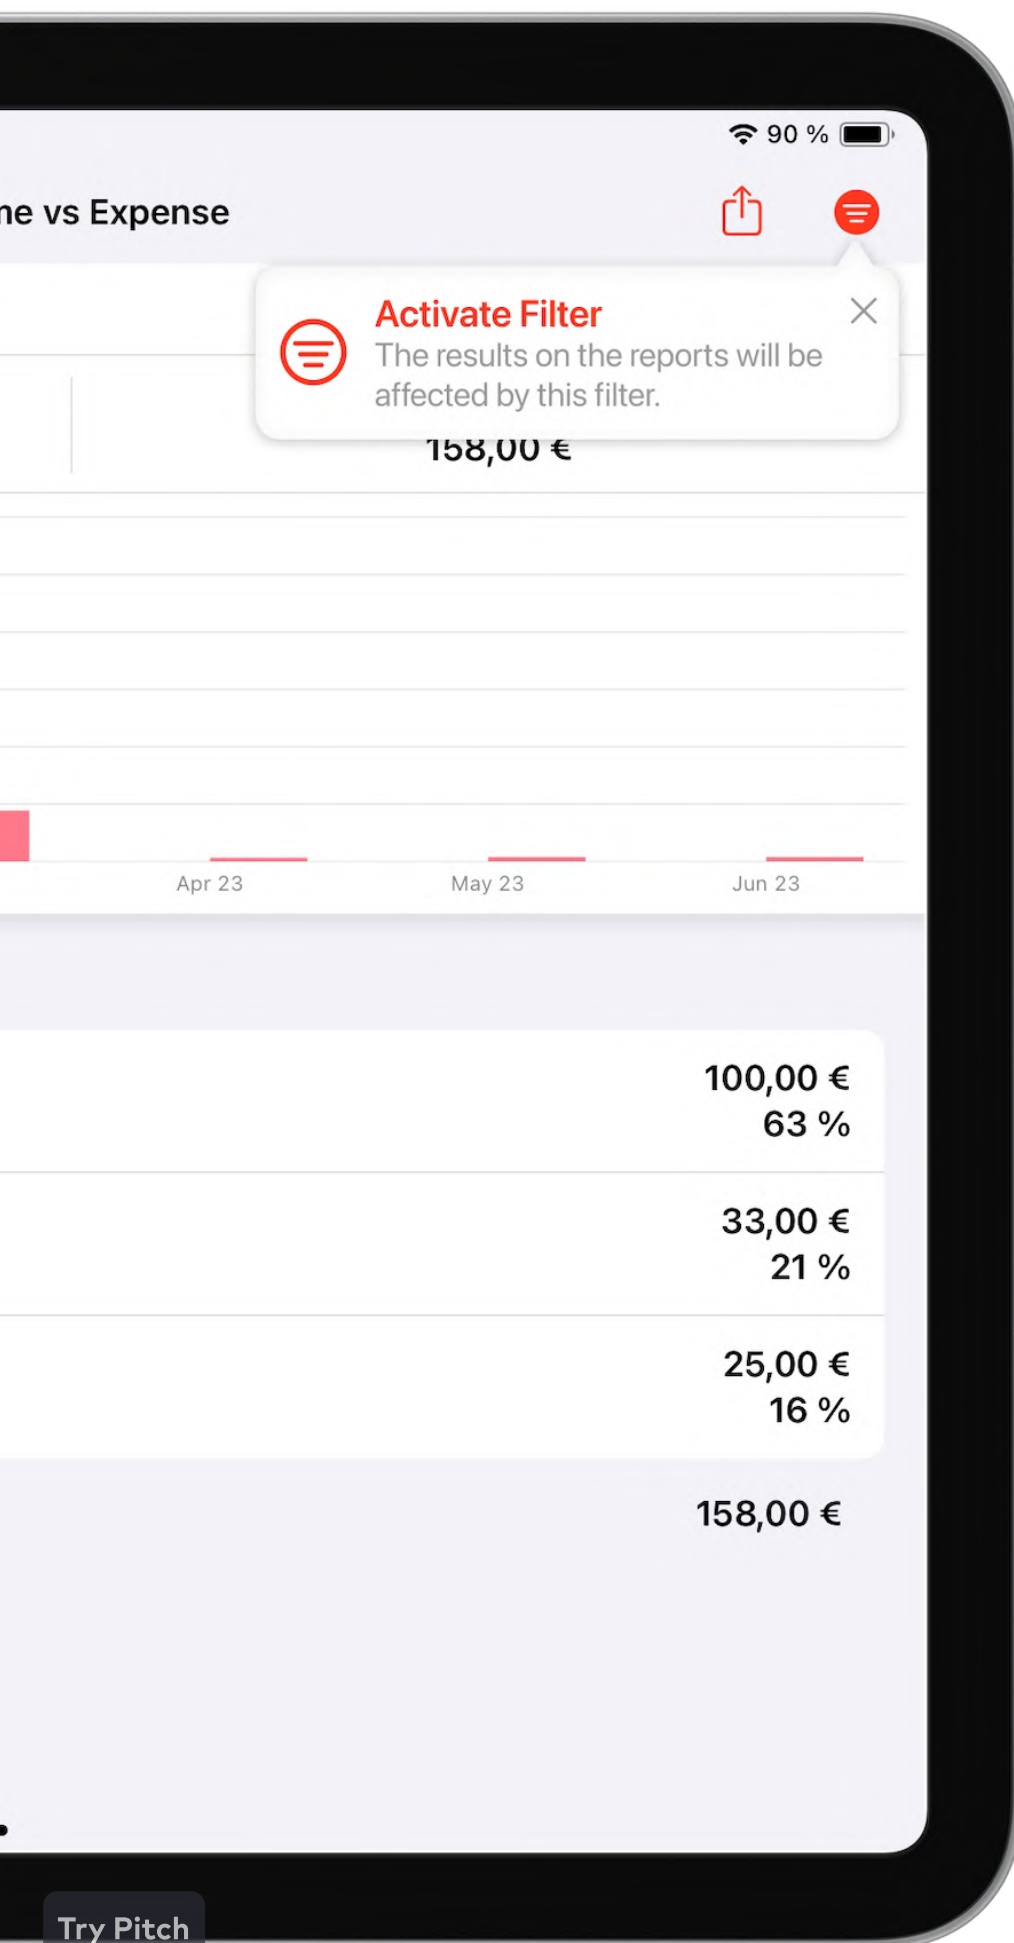 90 %
vs Expense
Activate Filter
The results on the reports will be
affected by this filter.
158,00 €
Apr 23
May 23
Jun 23
100,00 €
63 %
33,00 €
21 %
25,00 €
16 %
158,00 €
Try Pitch